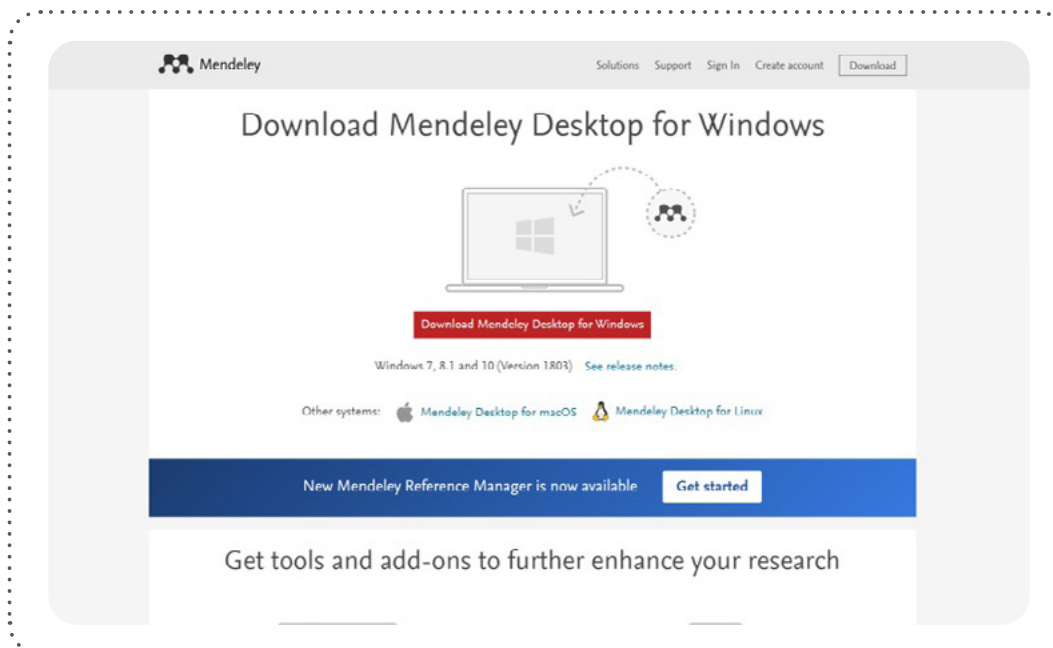 Mendeley
Solutions Support Sign In Create account Download
Download Mendeley Desktop for Windows
Download Mendeley Desktop for Windows
Windows 7, 8.1 and 10 (Version 1803) See release notes.
Other systems: Mendeley Desktop for macOS Mendeley Desktop for Linux
New Mendeley Reference Manager is now available Get started
Get tools and add-ons to further enhance your research